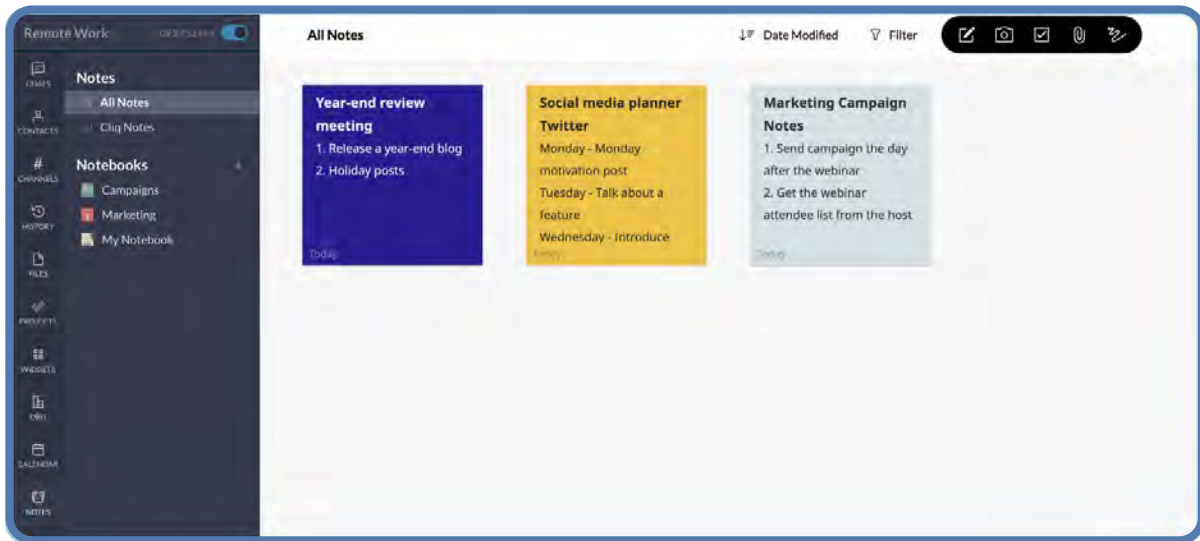 Remote Work
All Notes
Date Modified
Filter
CHATS
CONTACTS
CHANNELS
HISTORY
FILES
PROJECTS
WIDGETS
ORG
CALENDAR
NOTES
Notes
All Notes
Cliq Notes
Notebooks
Campaigns
Marketing
My Notebook
Year-end review
meeting
1. Release a year-end blog
2. Holiday posts
Today
Social media planner
Twitter
Monday - Monday
motivation post
Tuesday - Talk about a
feature
Wednesday - Introduce
Today
Marketing Campaign
Notes
1. Send campaign the day
after the webinar
2. Get the webinar
attendee list from the host
Today